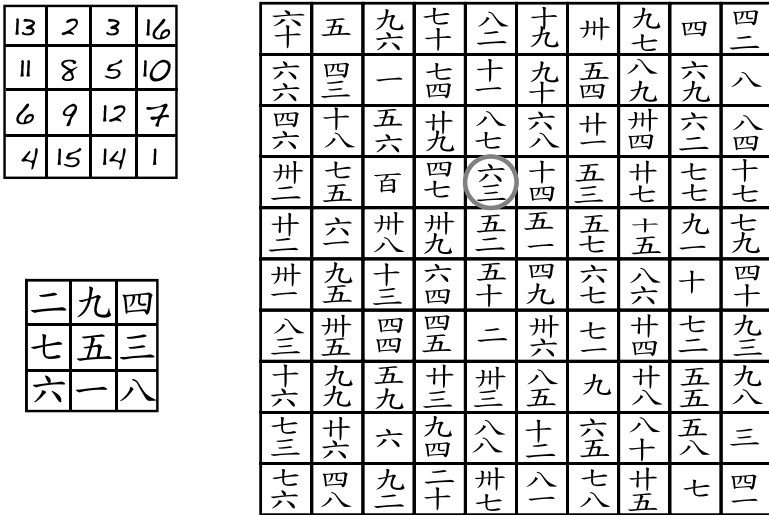 13 2 3 16
11 8 5 10
6 9 12 7
4 15 14 1
二 九 四
七 五 三
六 一 八
六十 五 九六 七十 八二 十九 卅 九七 四 四二
六六 四三 一 七四 十一 九十 五四 八九 六九 八
四六 十八 五六 廿九 八七 六八 廿一 卅四 六二 八四
卅二 七五 百 四七 六三 十四 五三 廿七 七七 十七
廿二 六一 卅八 卅九 五二 五一 五七 十五 九一 七九
卅一 九五 十三 六四 五十 四九 六七 八六 十 四十
八三 卅五 四四 四五 二 卅六 七一 廿四 七二 九三
十六 九九 五九 廿三 卅三 八五 九 廿八 五五 九八
七三 廿六 六 九四 八八 十二 六五 八十 五八 三
七六 四八 九二 二十 卅七 八一 七八 廿五 七 四一